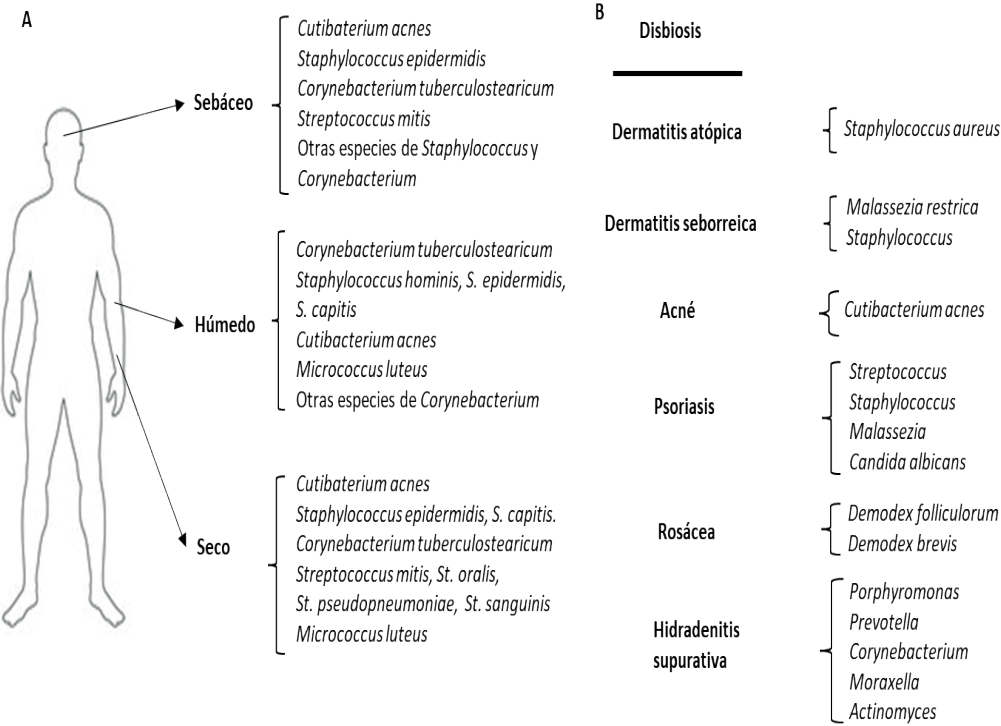 A
Sebáceo
Cutibaterium acnes
Staphylococcus epidermidis
Corynebacterium tuberculostearicum
Streptococcus mitis
Otras especies de Staphylococcus y
Corynebacterium
Húmedo
Corynebacterium tuberculostearicum
Staphylococcus hominis, S. epidermidis,
S. capitis
Cutibacterium acnes
Micrococcus luteus
Otras especies de Corynebacterium
Seco
Cutibaterium acnes
Staphylococcus epidermidis, S. capitis.
Corynebacterium tuberculostearicum
Streptococcus mitis, St. oralis,
St. pseudopneumoniae, St. sanguinis
Micrococcus luteus
B
Disbiosis
Dermatitis atópica
Staphylococcus aureus
Dermatitis seborreica
Malassezia restrica
Staphylococcus
Acné
Cutibacterium acnes
Psoriasis
Streptococcus
Staphylococcus
Malassezia
Candida albicans
Rosácea
Demodex folliculorum
Demodex brevis
Hidradenitis
supurativa
Porphyromonas
Prevotella
Corynebacterium
Moraxella
Actinomyces